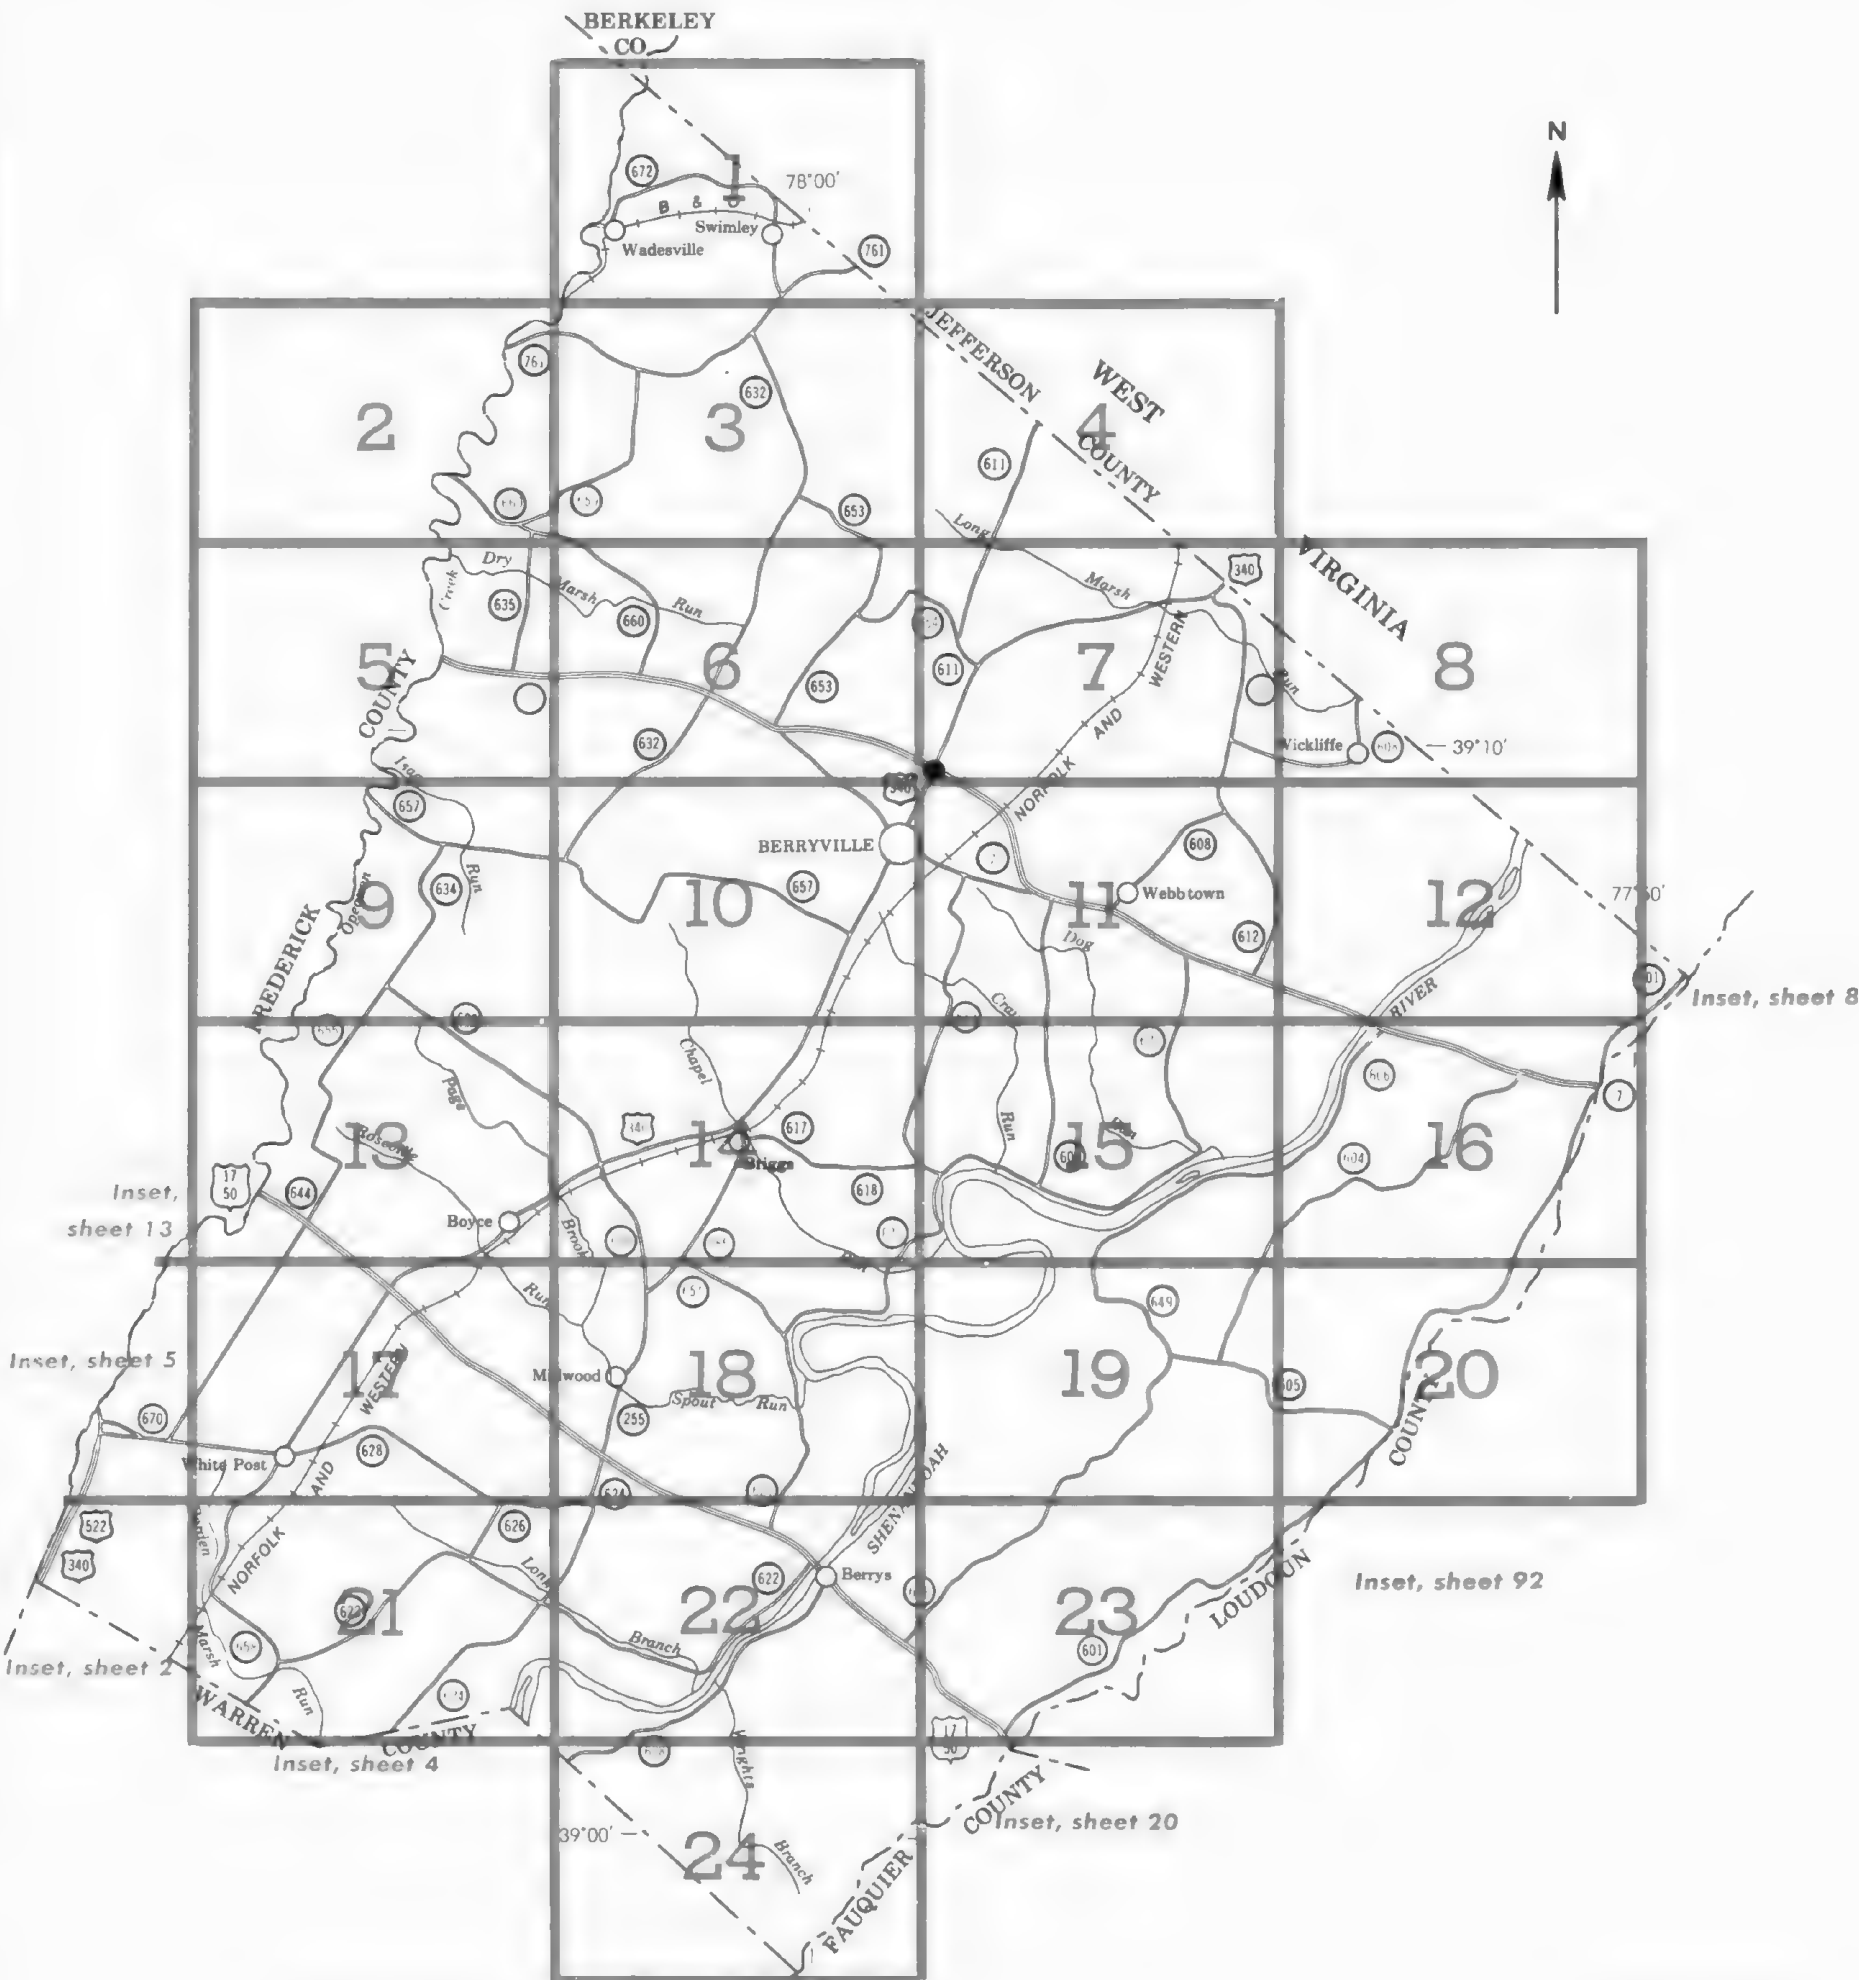 BERKELEY
CO
N
1
672
78°00'
B & O
Swimley
Wadesville
761
JEFFERSON
WEST
COUNTY
VIRGINIA
2
3
4
632
611
653
Long
Marsh
Run
340
Dry
Marsh
Run
Creek
635
660
5
6
7
8
COUNTY
611
653
WESTERN
AND
NORFOLK
632
Wickliffe
39°10'
657
340
BERRYVILLE
608
Webbtown
Run
634
657
9
10
11
12
Opequon
FREDERICK
Dog
612
77°50'
RIVER
Inset, sheet 8
Chapel
Page
606
7
Run
Run
617
13
14
15
16
Briggs
604
Inset,
sheet 13
17
50
644
618
Boyce
Brook
Run
649
Inset, sheet 5
17
18
19
20
WESTERN
Millwood
Spout
Run
255
605
COUNTY
670
628
White Post
AND
624
SHENANDOAH
522
340
NORFOLK
626
Long
622
Berrys
LOUDOUN
Inset, sheet 92
21
22
23
Branch
601
Marsh
Run
Inset, sheet 2
WARREN
COUNTY
Inset, sheet 4
17
50
COUNTY
Inset, sheet 20
39°00'
24
Branch
FAUQUIER